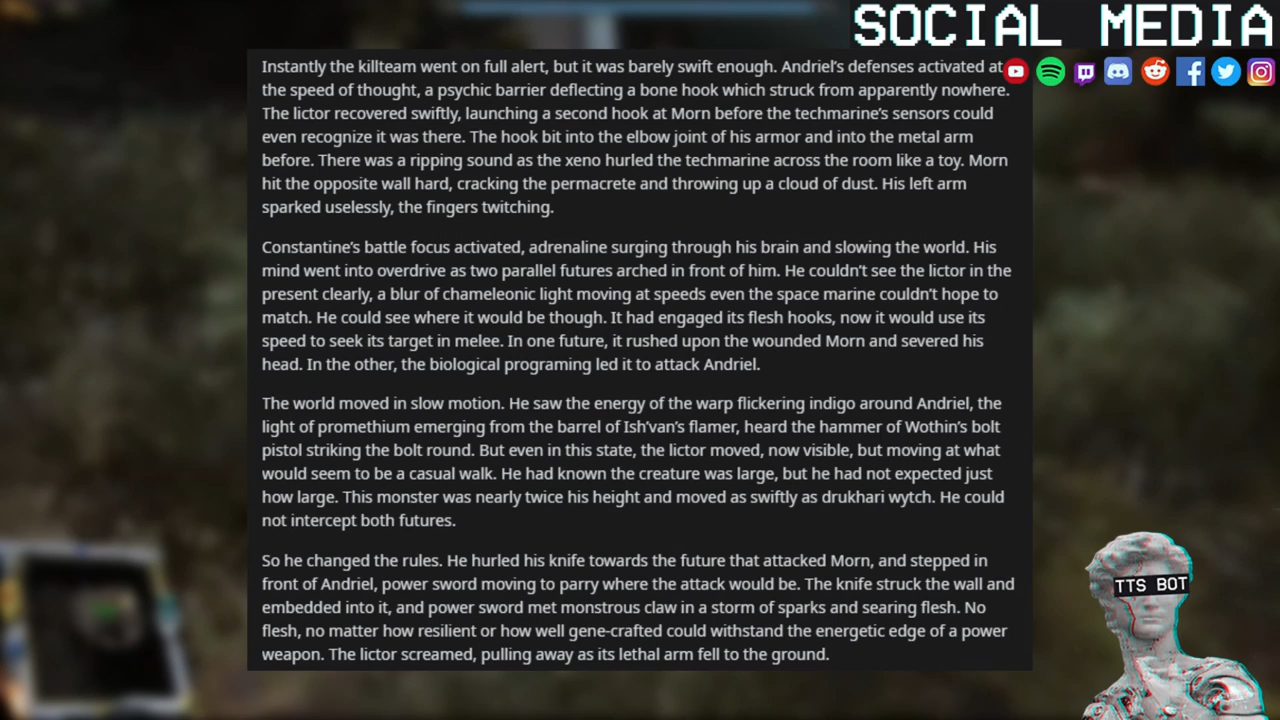 SOCIAL MEDIA
Instantly the killteam went on full alert, but it was barely swift enough. Andriel's defenses activated at
the speed of thought, a psychic barrier deflecting a bone hook which struck from apparently nowhere.
The lictor recovered swiftly, launching a second hook at Morn before the techmarine's sensors could
even recognize it was there. The hook bit into the elbow joint of his armor and into the metal arm
before. There was a ripping sound as the xeno hurled the techmarine across the room like a toy. Morn
hit the opposite wall hard, cracking the permacrete and throwing up a cloud of dust. His left arm
sparked uselessly, the fingers twitching.
Constantine's battle focus activated, adrenaline surging through his brain and slowing the world. His
mind went into overdrive as two parallel futures arched in front of him. He couldn't see the lictor in the
present clearly, a blur of chameleonic light moving at speeds even the space marine couldn't hope to
match. He could see where it would be though. It had engaged its flesh hooks, now it would use its
speed to seek its target in melee. In one future, it rushed upon the wounded Morn and severed his
head. In the other, the biological programing led it to attack Andriel.
The world moved in slow motion. He saw the energy of the warp flickering indigo around Andriel, the
light of promethium emerging from the barrel of Ish'van's flamer, heard the hammer of Wothin's bolt
pistol striking the bolt round. But even in this state, the lictor moved, now visible, but moving at what
would seem to be a casual walk. He had known the creature was large, but he had not expected just
how large. This monster was nearly twice his height and moved as swiftly as drukhari wytch. He could
not intercept both futures.
So he changed the rules. He hurled his knife towards the future that attacked Morn, and stepped in
front of Andriel, power sword moving to parry where the attack would be. The knife struck the wall and
embedded into it, and power sword met monstrous claw in a storm of sparks and searing flesh. No
flesh, no matter how resilient or how well gene-crafted could withstand the energetic edge of a power
weapon. The lictor screamed, pulling away as its lethal arm fell to the ground.
TTS BOT